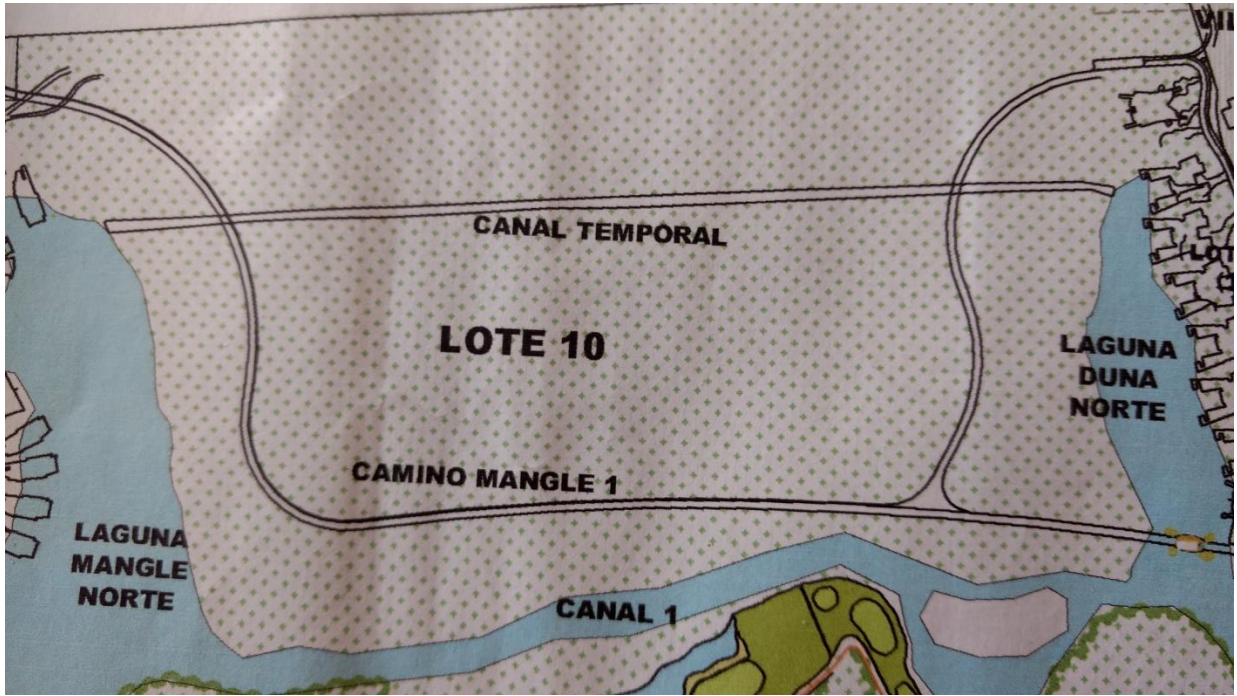 CANAL TEMPORAL
LOTE 10
LAGUNA
DUNA
NORTE
CAMINO MANGLE 1
LAGUNA
MANGLE
NORTE
CANAL 1